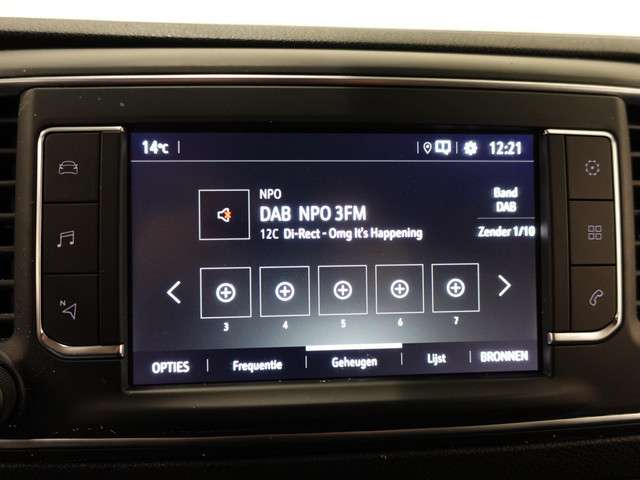 14°C
12:21
NPO
DAB NPO 3FM
12C Di-Rect - Omg It's Happening
Band
DAB
Zender 1/10
N
3 4 5 6 7
OPTIES Frequentie Geheugen Lijst BRONNEN